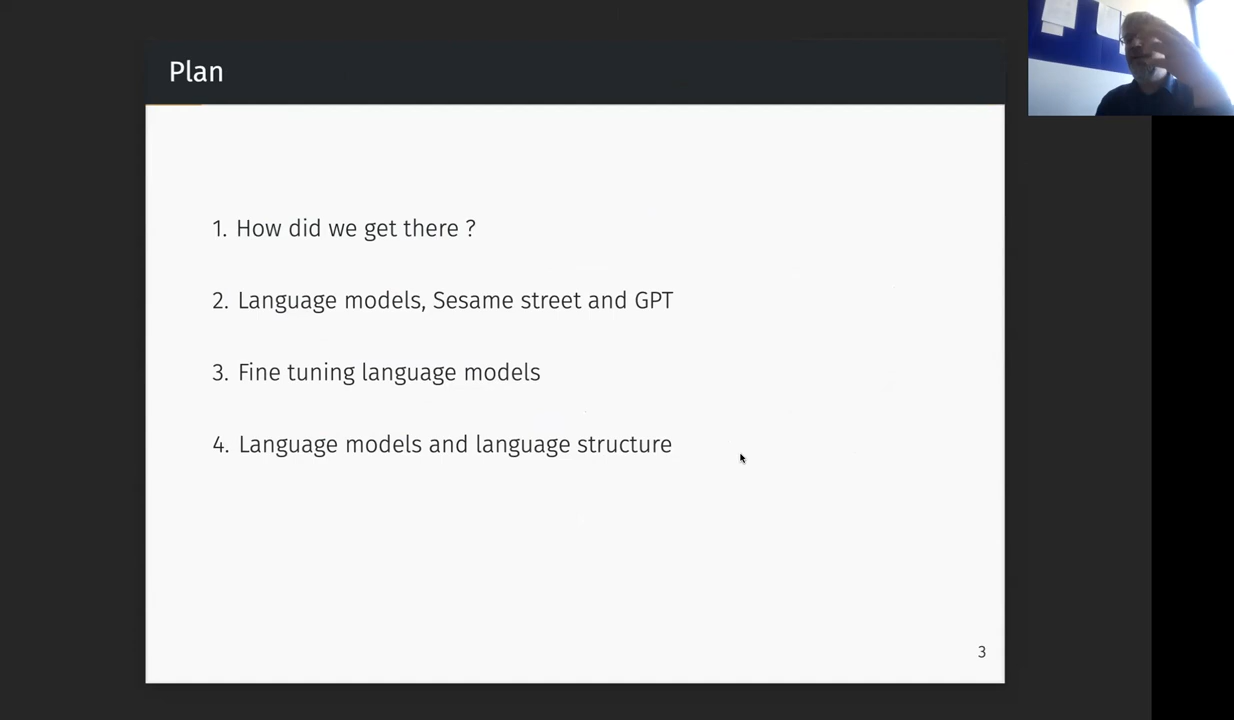 Plan
1. How did we get there ?
2. Language models, Sesame street and GPT
3. Fine tuning language models
4. Language models and language structure
3